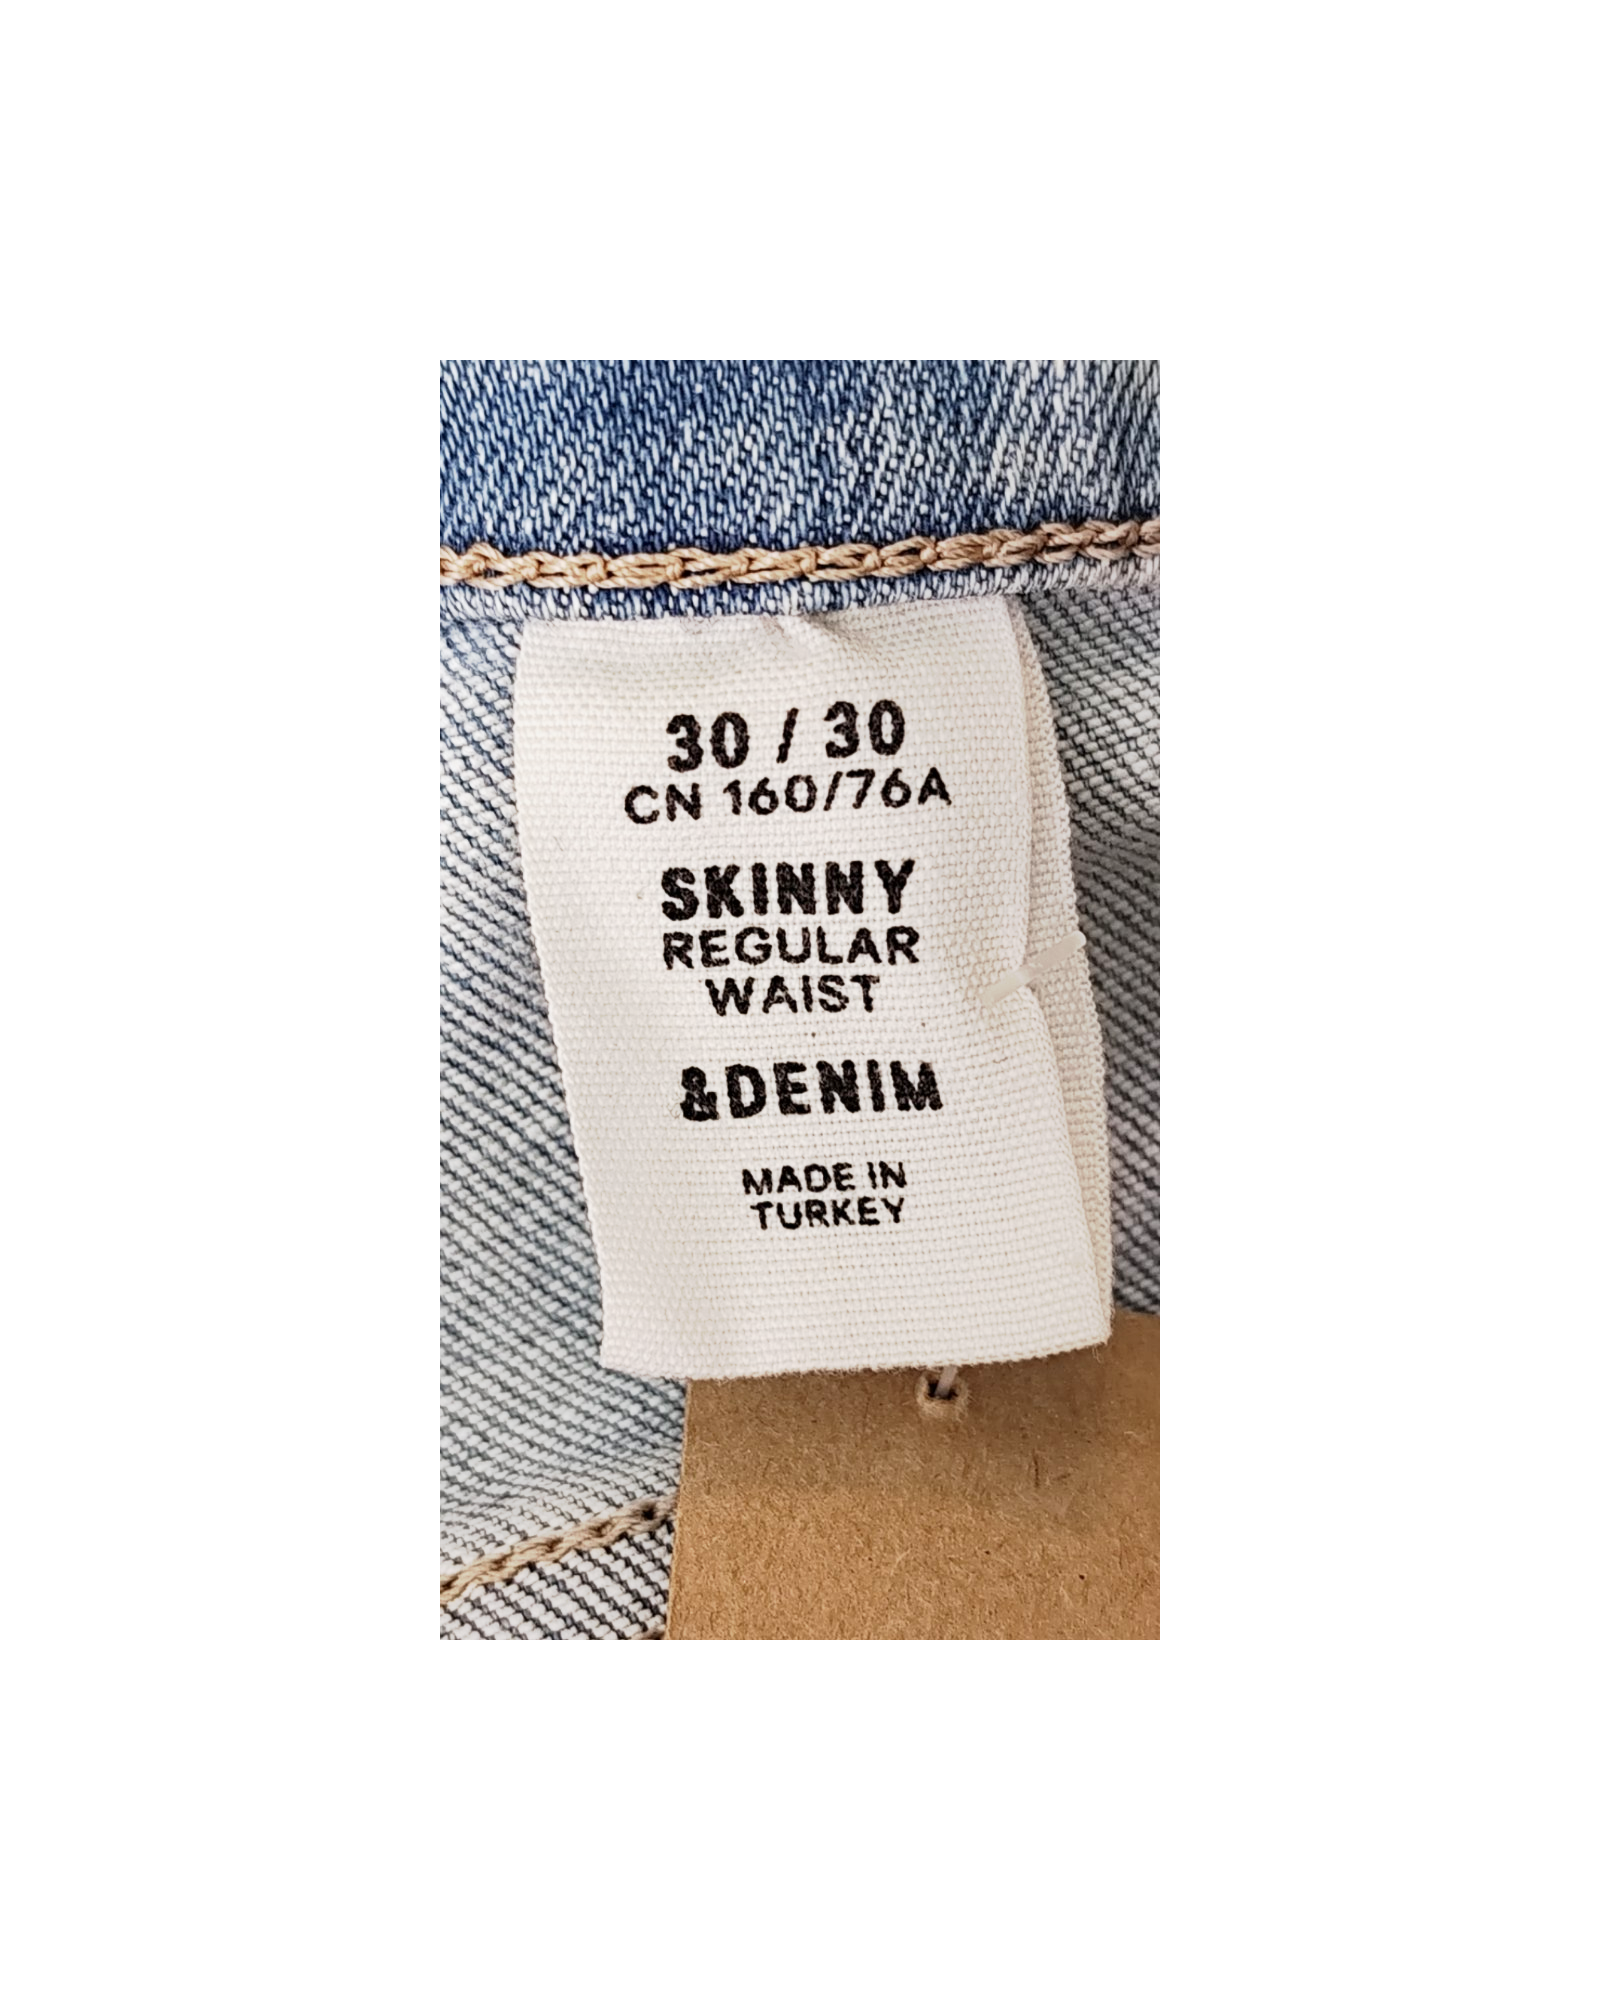 30 / 30
CN 160/76A
SKINNY
REGULAR
WAIST
&DENIM
MADE IN
TURKEY